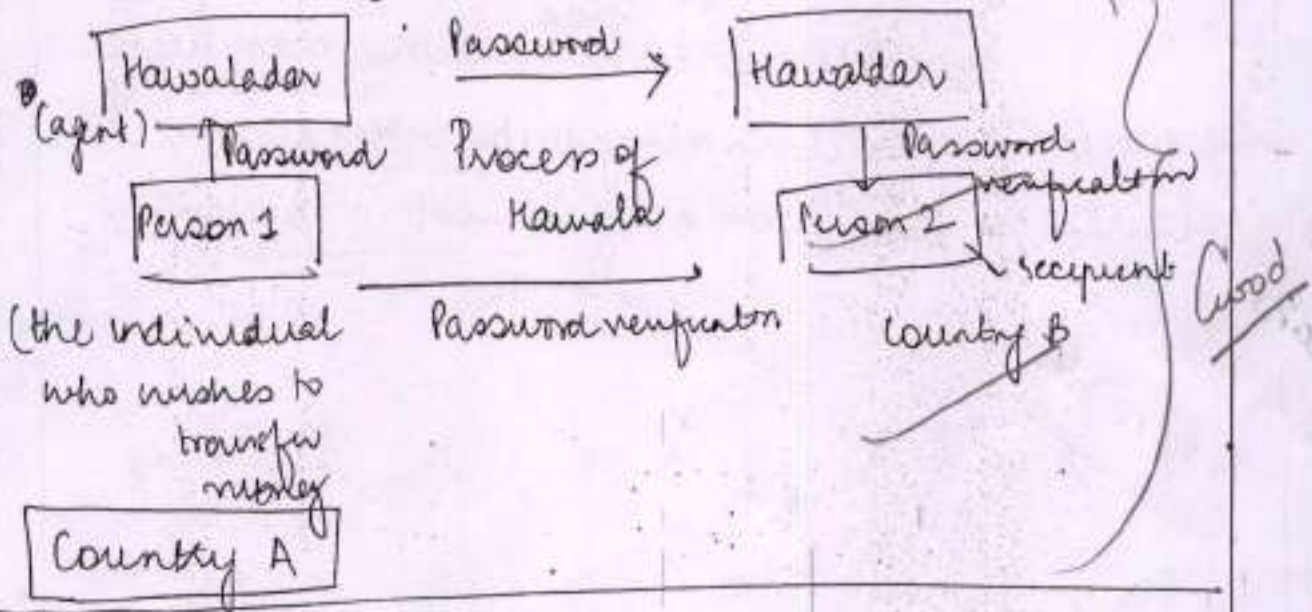 Password
Hawaladar
Hawaldar
(agent)
Password
Process of
Hawala
Password
verification
Person 1
Person 2
recipient
Good
(the individual
who wishes to
transfer
money
Password verification
Country B
Country A